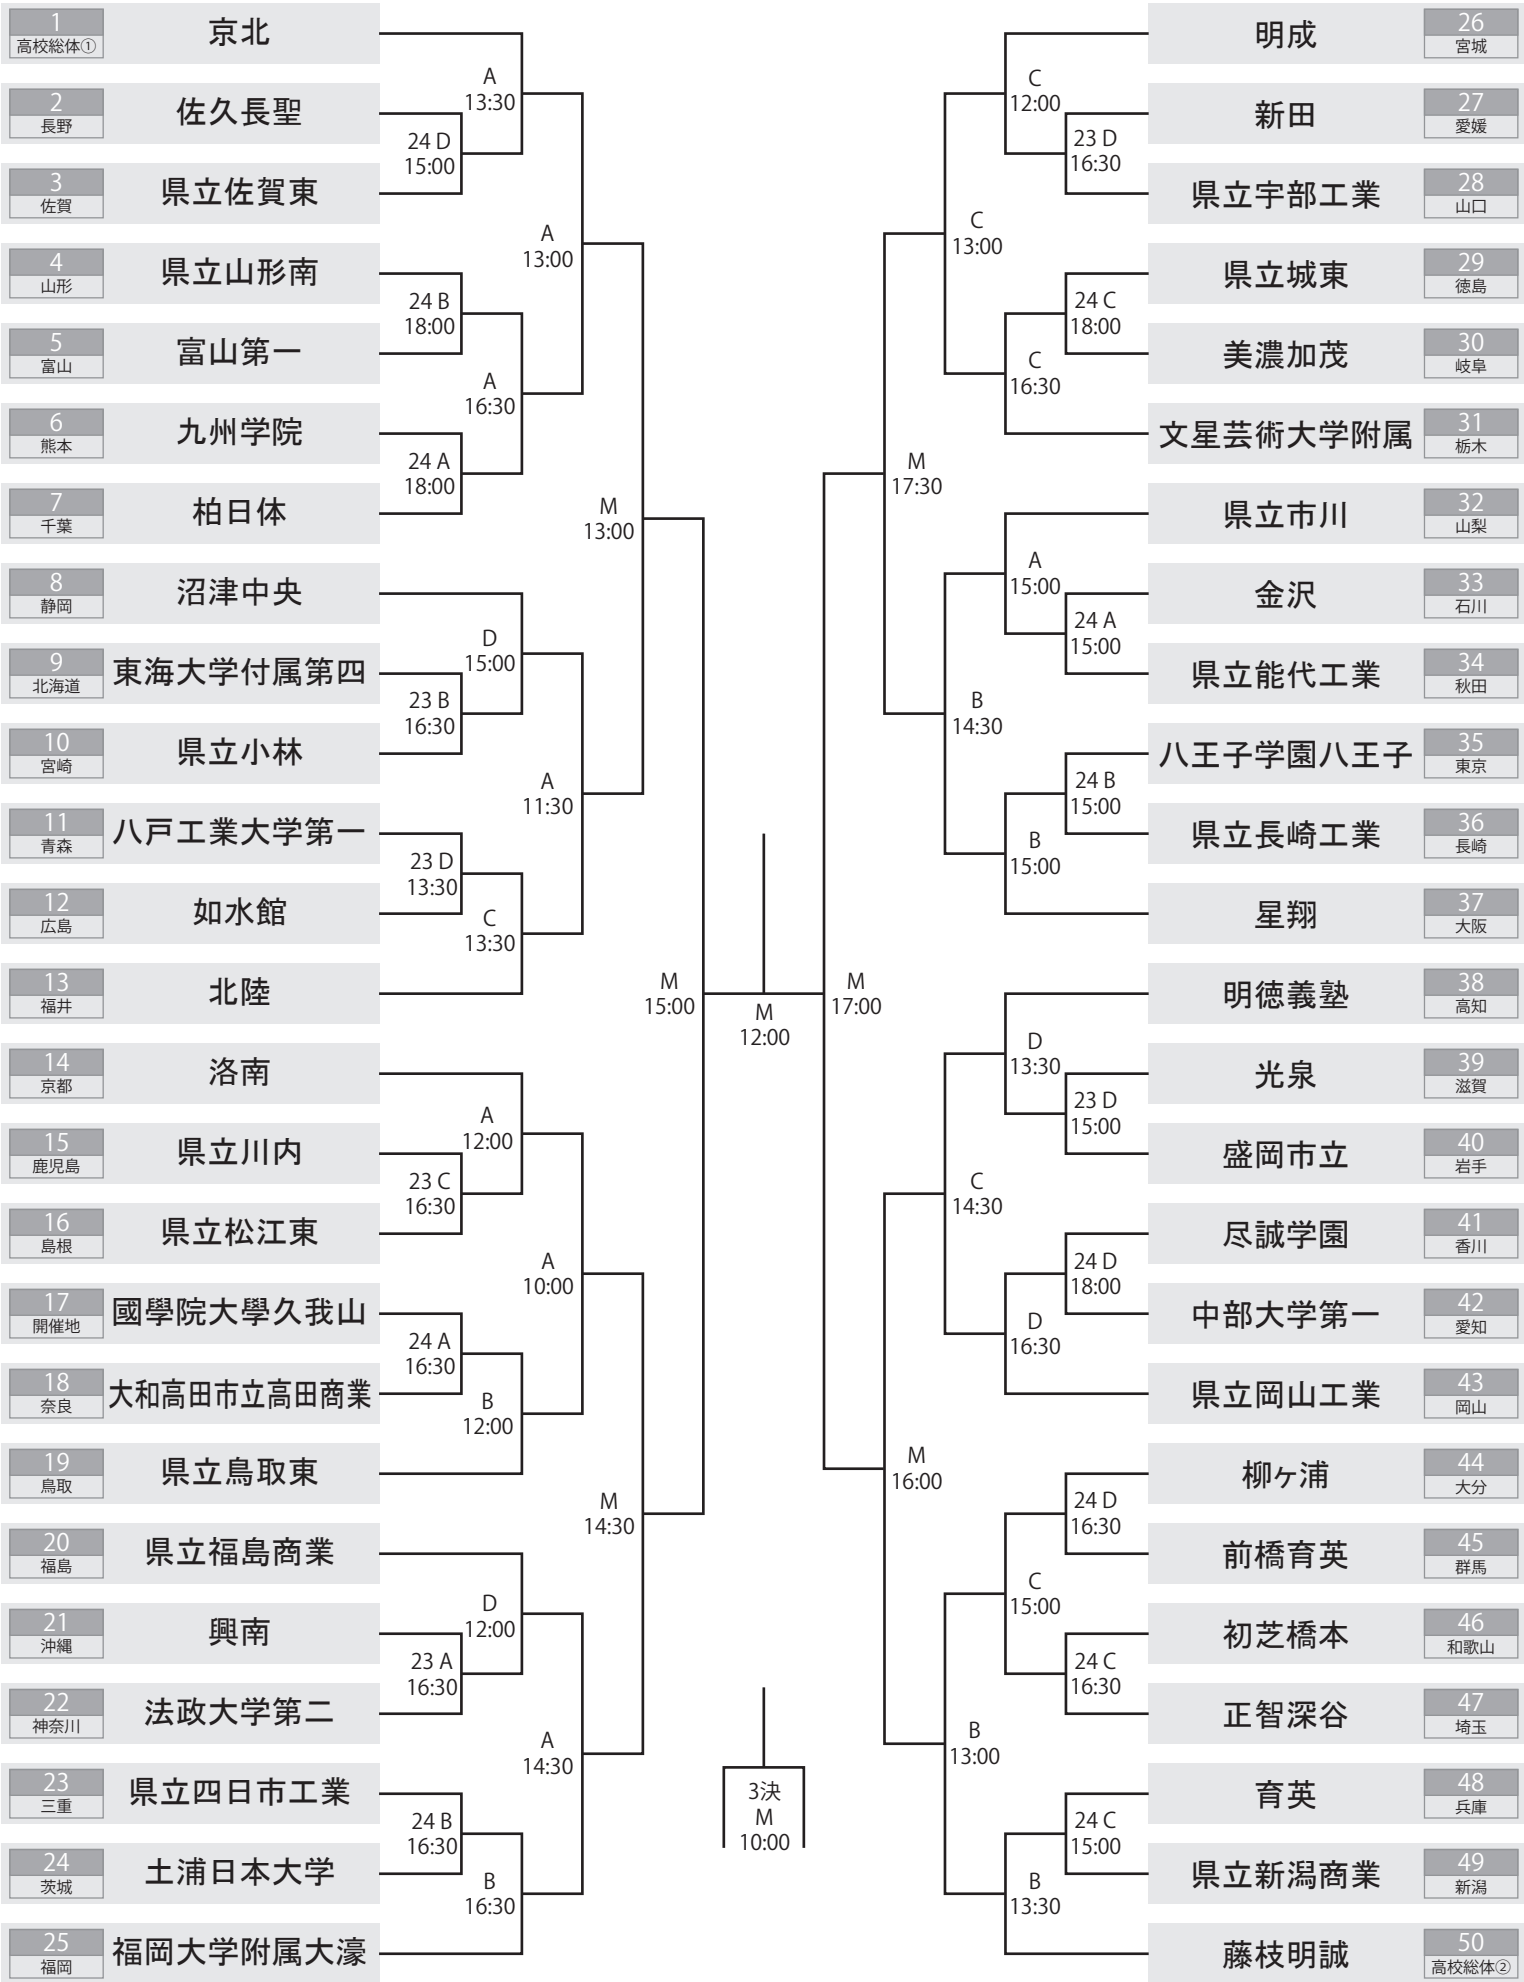 1
高校総体①
京北
2
長野
佐久長聖
3
佐賀
県立佐賀東
4
山形
県立山形南
5
富山
富山第一
6
熊本
九州学院
7
千葉
柏日体
8
静岡
沼津中央
9
北海道
東海大学付属第四
10
宮崎
県立小林
11
青森
八戸工業大学第一
12
広島
如水館
13
福井
北陸
14
京都
洛南
15
鹿児島
県立川内
16
島根
県立松江東
17
開催地
國學院大學久我山
18
奈良
大和高田市立高田商業
19
鳥取
県立鳥取東
20
福島
県立福島商業
21
沖縄
興南
22
神奈川
法政大学第二
23
三重
県立四日市工業
24
茨城
土浦日本大学
25
福岡
福岡大学附属大濠
24 D
15:00
24 B
18:00
24 A
18:00
23 B
16:30
23 D
13:30
23 C
16:30
24 A
16:30
23 A
16:30
24 B
16:30
A
13:30
A
16:30
D
15:00
C
13:30
A
12:00
B
12:00
D
12:00
B
16:30
A
13:00
A
11:30
A
10:00
A
14:30
M
13:00
M
14:30
M
15:00
M
12:00
3決
M
10:00
M
17:00
M
17:30
M
16:00
C
13:00
B
14:30
C
14:30
B
13:00
C
12:00
C
16:30
A
15:00
B
15:00
D
13:30
D
16:30
C
15:00
B
13:30
23 D
16:30
24 C
18:00
24 A
15:00
24 B
15:00
23 D
15:00
24 D
18:00
24 D
16:30
24 C
16:30
24 C
15:00
明成
26
宮城
新田
27
愛媛
県立宇部工業
28
山口
県立城東
29
徳島
美濃加茂
30
岐阜
文星芸術大学附属
31
栃木
県立市川
32
山梨
金沢
33
石川
県立能代工業
34
秋田
八王子学園八王子
35
東京
県立長崎工業
36
長崎
星翔
37
大阪
明徳義塾
38
高知
光泉
39
滋賀
盛岡市立
40
岩手
尽誠学園
41
香川
中部大学第一
42
愛知
県立岡山工業
43
岡山
柳ヶ浦
44
大分
前橋育英
45
群馬
初芝橋本
46
和歌山
正智深谷
47
埼玉
育英
48
兵庫
県立新潟商業
49
新潟
藤枝明誠
50
高校総体②